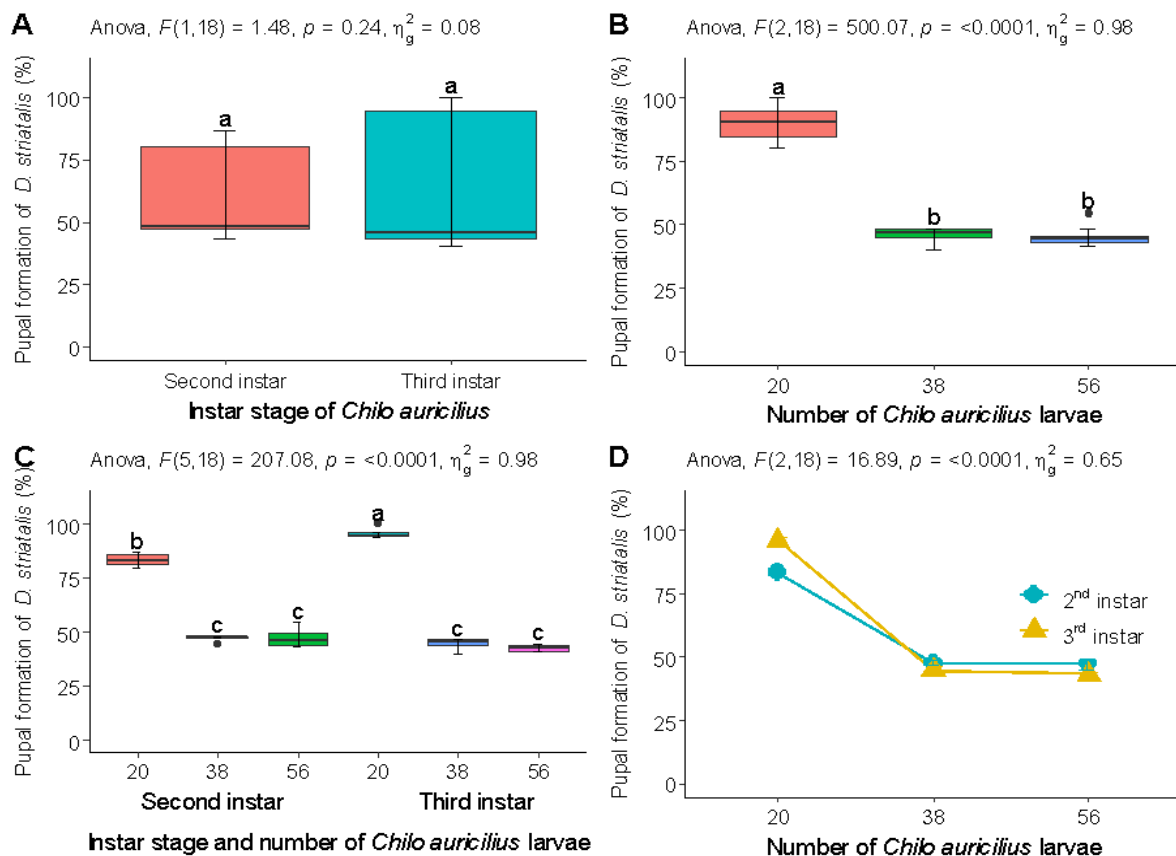 A
Anova, F(1,18) = 1.48, p = 0.24, η²g = 0.08
Pupal formation of D. striatalis (%)
100
75
50
25
0
a
a
Second instar Third instar
Instar stage of Chilo auricilius
B
Anova, F(2,18) = 500.07, p = <0.0001, η²g = 0.98
Pupal formation of D. striatalis (%)
100
75
50
25
0
a
b
b
20 38 56
Number of Chilo auricilius larvae
C
Anova, F(5,18) = 207.08, p = <0.0001, η²g = 0.98
Pupal formation of D. striatalis (%)
100
75
50
25
0
b
c
c
a
c
c
20 38 56 20 38 56
Second instar Third instar
Instar stage and number of Chilo auricilius larvae
D
Anova, F(2,18) = 16.89, p = <0.0001, η²g = 0.65
Pupal formation of D. striatalis (%)
100
75
50
25
0
2nd instar
3rd instar
20 38 56
Number of Chilo auricilius larvae